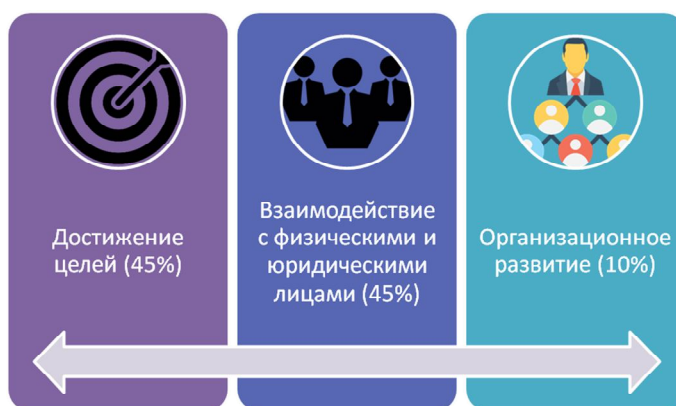 Достижение
целей (45%)
Взаимодействие
с физическими и
юридическими
лицами (45%)
Организационное
развитие (10%)